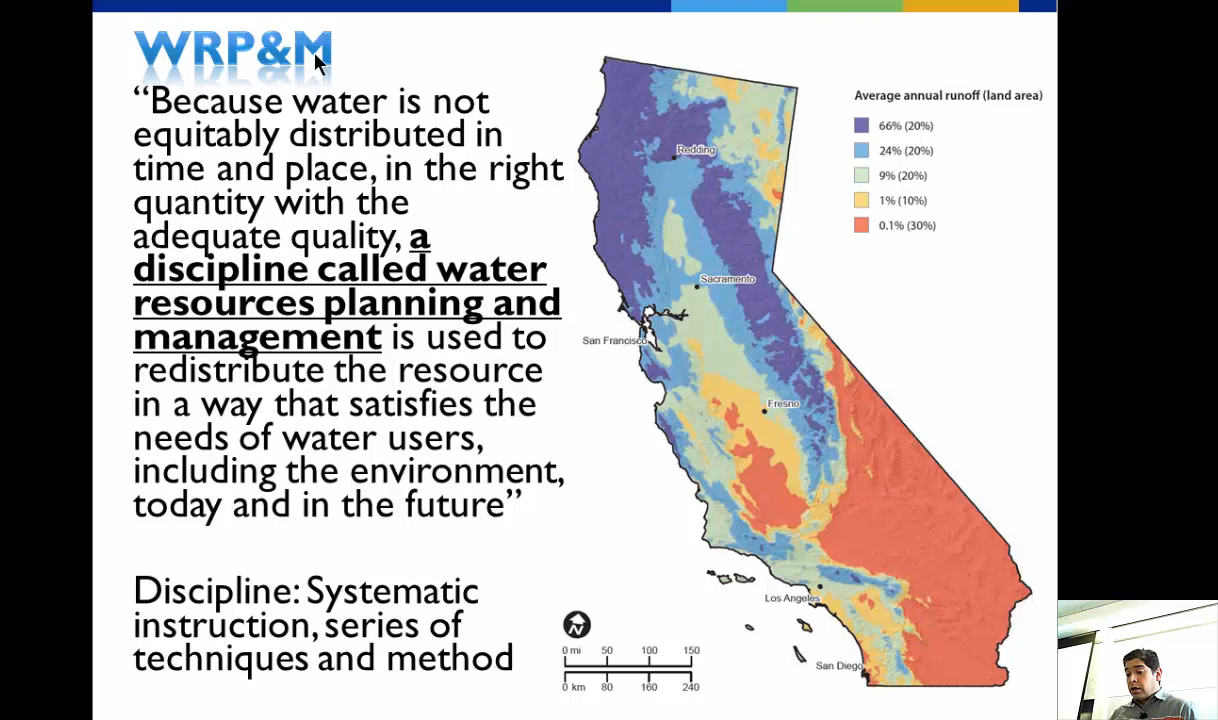 WRP&M
“Because water is not
equitably distributed in
time and place, in the right
quantity with the
adequate quality, a
discipline called water
resources planning and
management is used to
redistribute the resource
in a way that satisfies the
needs of water users,
including the environment,
today and in the future”
Discipline: Systematic
instruction, series of
techniques and method
Average annual runoff (land area)
66% (20%)
24% (20%)
9% (20%)
1% (10%)
0.1% (30%)
Redding
Sacramento
San Francisco
Fresno
Los Angeles
San Diego
N
0 mi 50 100 150
0 km 80 160 240